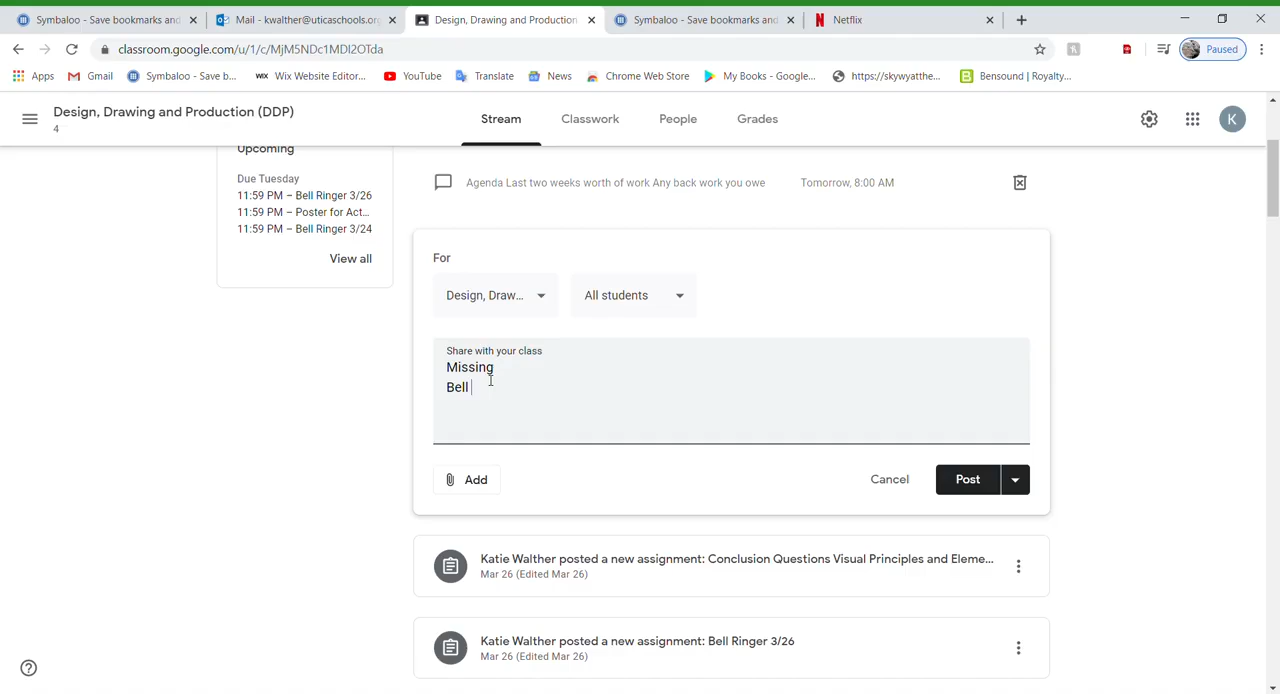 Symbaloo - Save bookmarks and
Mail - kwalther@uticaschools.or
Design, Drawing and Production
Symbaloo - Save bookmarks and
Netflix
classroom.google.com/u/1/c/MjM5NDc1MDI2OTda
Paused
Apps
Gmail
Symbaloo - Save b...
WIX
Wix Website Editor...
YouTube
Translate
News
Chrome Web Store
My Books - Google...
https://skywyatthe...
Bensound | Royalty...
Design, Drawing and Production (DDP)
4
Stream
Classwork
People
Grades
K
Upcoming
Due Tuesday
11:59 PM – Bell Ringer 3/26
11:59 PM – Poster for Act...
11:59 PM – Bell Ringer 3/24
View all
Agenda Last two weeks worth of work Any back work you owe
Tomorrow, 8:00 AM
For
Design, Draw...
All students
Share with your class
Missing
Bell
Add
Cancel
Post
Katie Walther posted a new assignment: Conclusion Questions Visual Principles and Eleme...
Mar 26 (Edited Mar 26)
Katie Walther posted a new assignment: Bell Ringer 3/26
Mar 26 (Edited Mar 26)